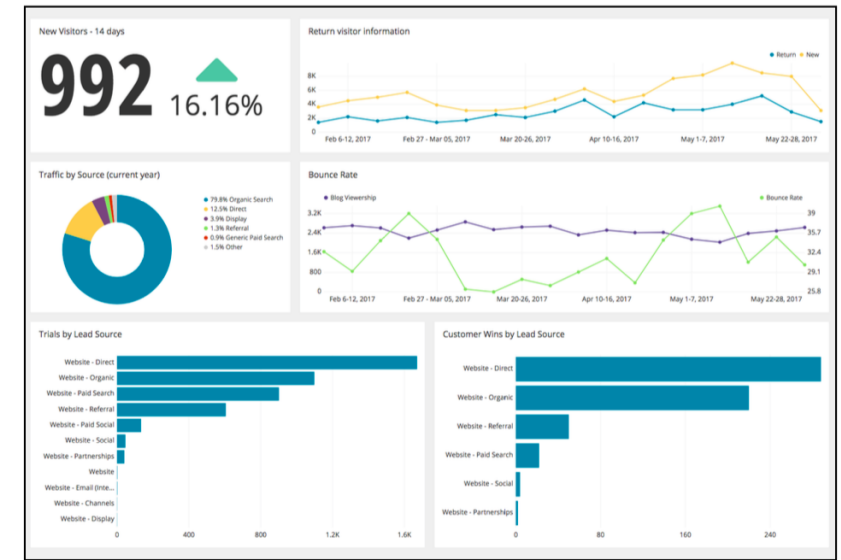 New Visitors - 14 days
992
16.16%
Return visitor information
Return New
8K
6K
4K
2K
0
Feb 6-12, 2017 Feb 27 - Mar 05, 2017 Mar 20-26, 2017 Apr 10-16, 2017 May 1-7, 2017 May 22-28, 2017
Traffic by Source (current year)
79.8% Organic Search
12.5% Direct
3.9% Display
1.3% Referral
0.9% Generic Paid Search
1.5% Other
Bounce Rate
Blog Viewership Bounce Rate
3.2K 39
2.4K 35.7
1.6K 32.4
800 29.1
0 25.8
Feb 6-12, 2017 Feb 27 - Mar 05, 2017 Mar 20-26, 2017 Apr 10-16, 2017 May 1-7, 2017 May 22-28, 2017
Trials by Lead Source
Website - Direct
Website - Organic
Website - Paid Search
Website - Referral
Website - Paid Social
Website - Social
Website - Partnerships
Website
Website - Email (Inte...
Website - Channels
Website - Display
0 400 800 1.2K 1.6K
Customer Wins by Lead Source
Website - Direct
Website - Organic
Website - Referral
Website - Paid Search
Website - Social
Website - Partnerships
0 80 160 240